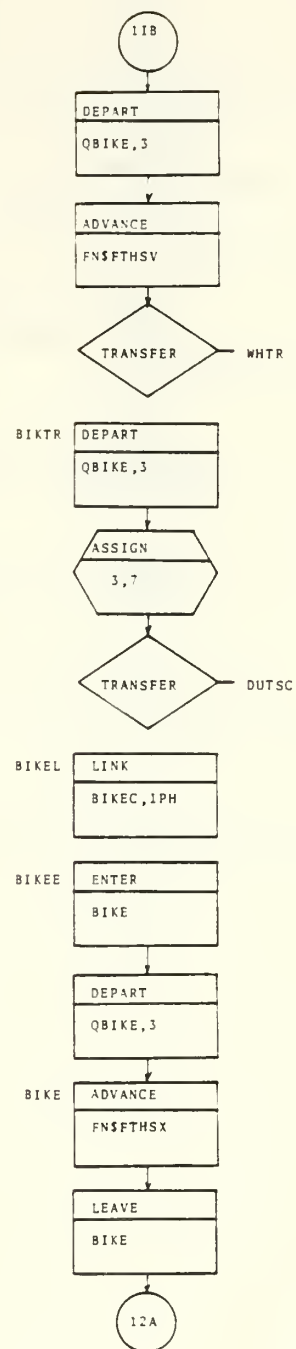 11B
DEPART
QBIKE,3
ADVANCE
FN$FTHSV
TRANSFER WHTR
BIKTR DEPART
QBIKE,3
ASSIGN
3,7
TRANSFER DUTSC
BIKEL LINK
BIKEC,1PH
BIKEE ENTER
BIKE
DEPART
QBIKE,3
BIKE ADVANCE
FN$FTHSX
LEAVE
BIKE
12A